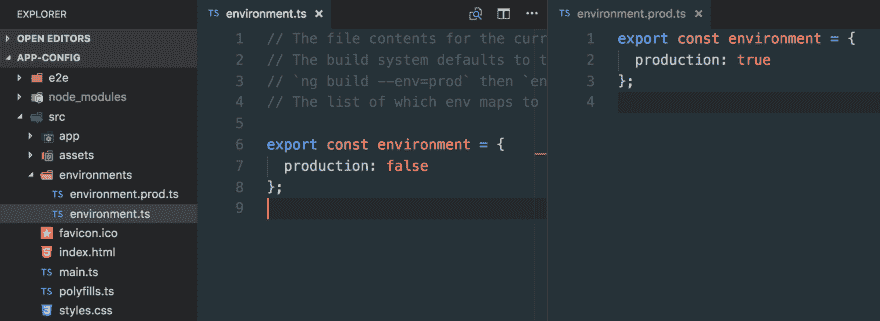 EXPLORER
OPEN EDITORS
APP-CONFIG
e2e
node_modules
src
app
assets
environments
TS environment.prod.ts
TS environment.ts
favicon.ico
index.html
TS main.ts
TS polyfills.ts
styles.css
TS environment.ts ×
1 // The file contents for the curr
2 // The build system defaults to t
3 // `ng build --env=prod` then `en
4 // The list of which env maps to
5
6 export const environment = {
7 production: false
8 };
9
TS environment.prod.ts ×
1 export const environment = {
2 production: true
3 };
4